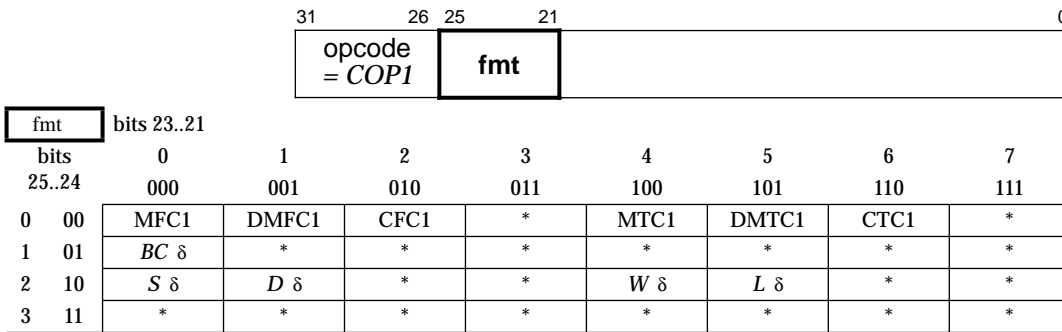 31 26 25 21 0
opcode
= COP1 fmt
fmt bits 23..21
bits 0 1 2 3 4 5 6 7
25..24 000 001 010 011 100 101 110 111
0 00 MFC1 DMFC1 CFC1 * MTC1 DMTC1 CTC1 *
1 01 BC δ * * * * * * *
2 10 S δ D δ * * W δ L δ * *
3 11 * * * * * * * *